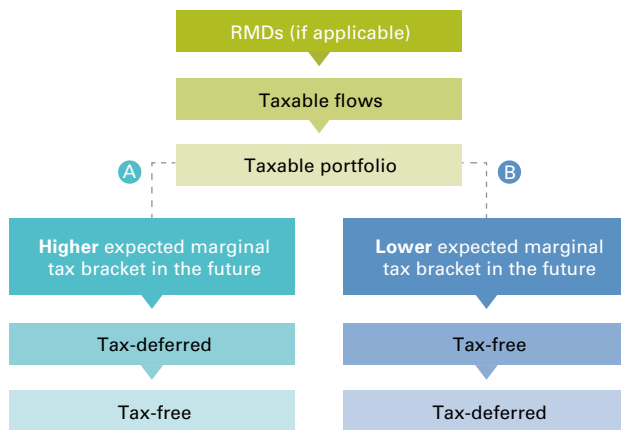 RMDs (if applicable)
Taxable flows
Taxable portfolio
A
B
Higher expected marginal
tax bracket in the future
Lower expected marginal
tax bracket in the future
Tax-deferred
Tax-free
Tax-free
Tax-deferred